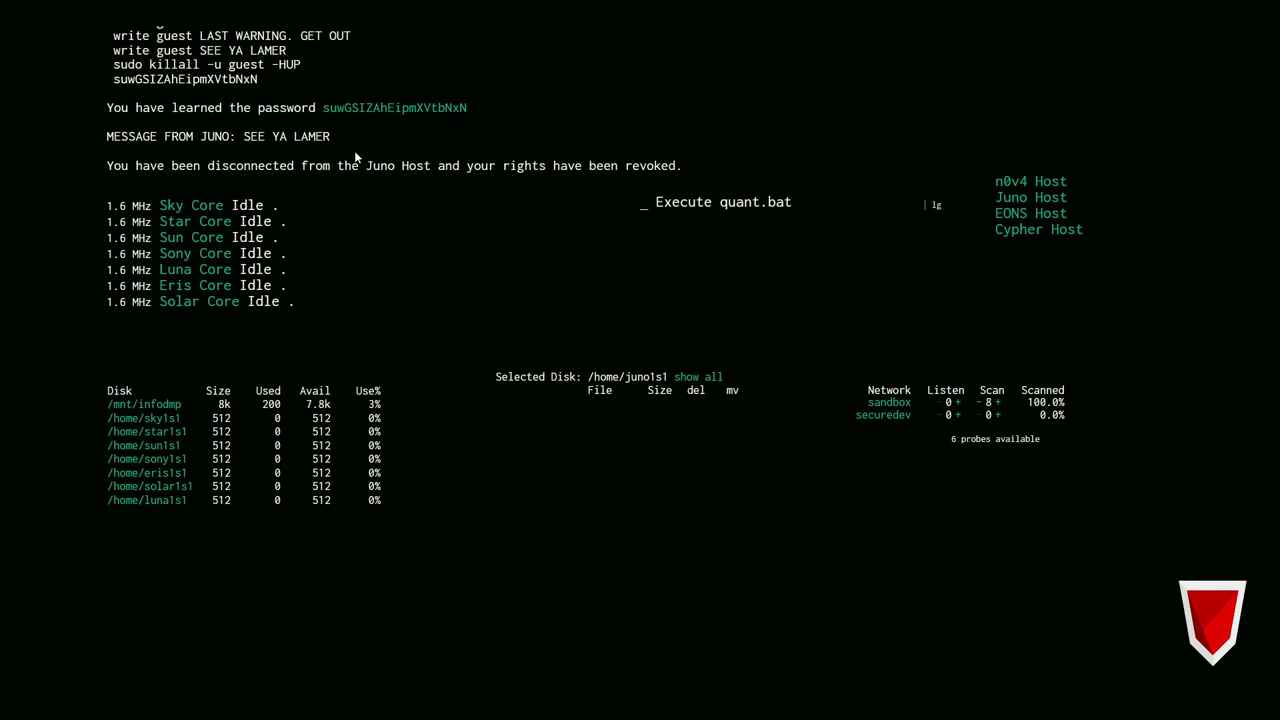 write guest LAST WARNING. GET OUT
write guest SEE YA LAMER
sudo killall -u guest -HUP
suwGSIZAhEipmXVtbNxN
You have learned the password suwGSIZAhEipmXVtbNxN
MESSAGE FROM JUNO: SEE YA LAMER
You have been disconnected from the Juno Host and your rights have been revoked.
1.6 MHz Sky Core Idle .
1.6 MHz Star Core Idle .
1.6 MHz Sun Core Idle .
1.6 MHz Sony Core Idle .
1.6 MHz Luna Core Idle .
1.6 MHz Eris Core Idle .
1.6 MHz Solar Core Idle .
_ Execute quant.bat
| lg
n0v4 Host
Juno Host
EONS Host
Cypher Host
Disk Size Used Avail Use%
/mnt/infodmp 8k 200 7.8k 3%
/home/sky1s1 512 0 512 0%
/home/star1s1 512 0 512 0%
/home/sun1s1 512 0 512 0%
/home/sony1s1 512 0 512 0%
/home/eris1s1 512 0 512 0%
/home/solar1s1 512 0 512 0%
/home/luna1s1 512 0 512 0%
Selected Disk: /home/juno1s1 show all
File Size del mv
Network Listen Scan Scanned
sandbox - 0 + - 8 + 100.0%
securedev - 0 + - 0 + 0.0%
6 probes available